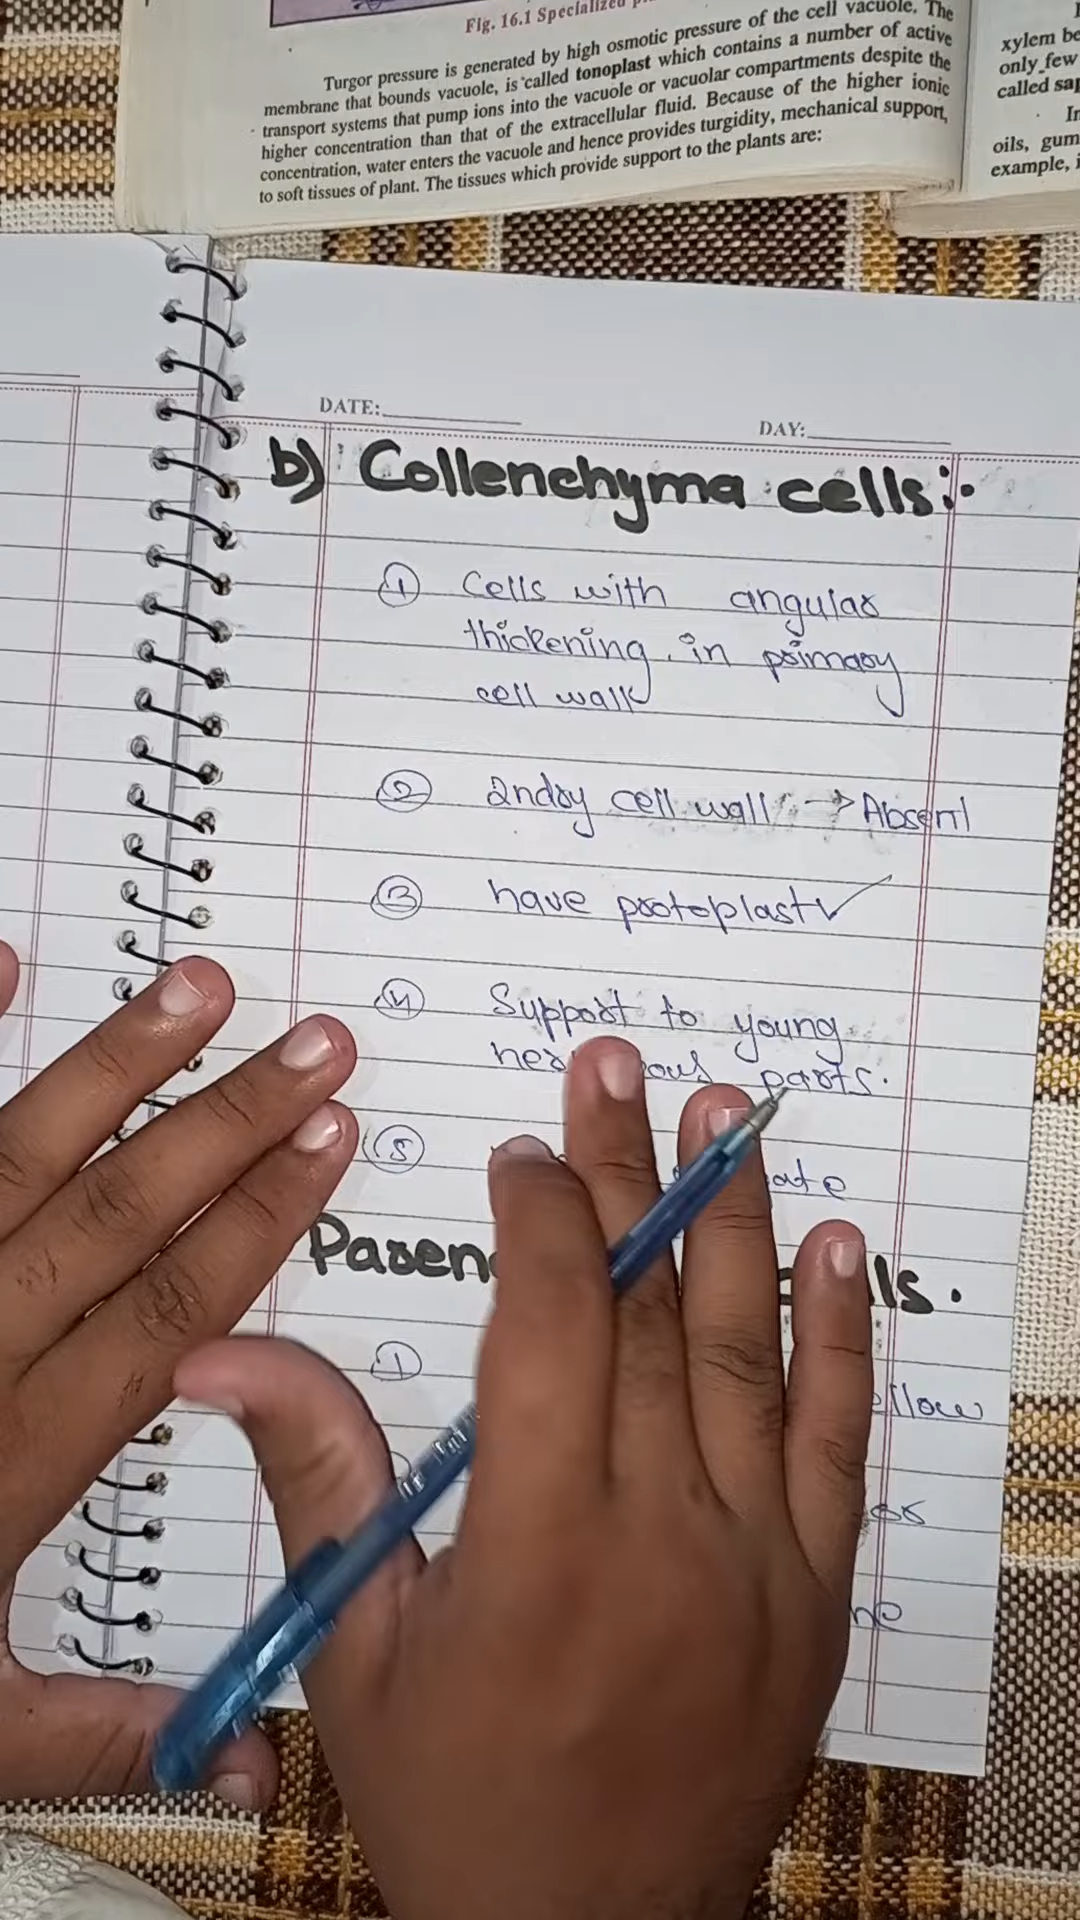 Fig. 16.1 Specialized
Turgor pressure is generated by high osmotic pressure of the cell vacuole. The
membrane that bounds vacuole, is called tonoplast which contains a number of active
transport systems that pump ions into the vacuole or vacuolar compartments despite the
higher concentration than that of the extracellular fluid. Because of the higher ionic
concentration, water enters the vacuole and hence provides turgidity, mechanical support,
to soft tissues of plant. The tissues which provide support to the plants are:
xylem be
only few
called sap
In
oils, gum
example, i
DATE:
DAY:
b) Collenchyma cells:
① Cells with angular
thickening in primary
cell wall
② 2ndry cell wall → Absent
③ have protoplast ✓
④ Support to young
parts.
⑤
ate
Paren
lls.
①
llow
or
ne